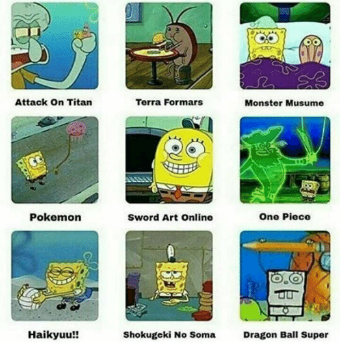 Attack On Titan
Terra Formars
Monster Musume
Pokemon
Sword Art Online
One Piece
Haikyuu!!
Shokugeki No Soma
Dragon Ball Super